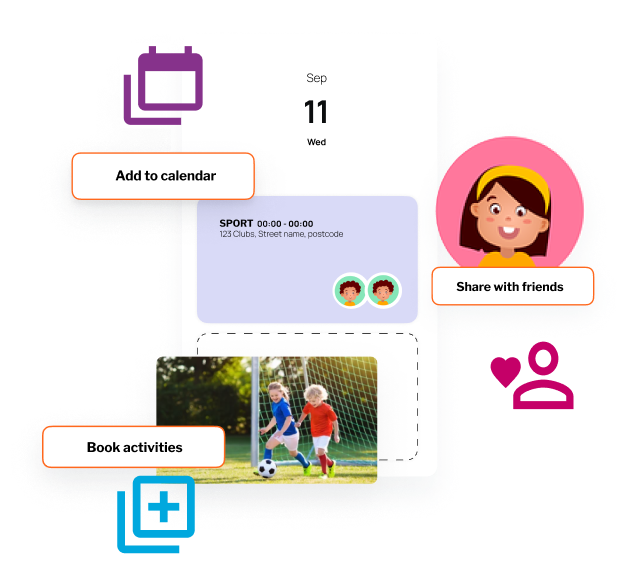 Sep
11
Wed
Add to calendar
SPORT 00:00 - 00:00
123 Clubs, Street name, postcode
Share with friends
Book activities